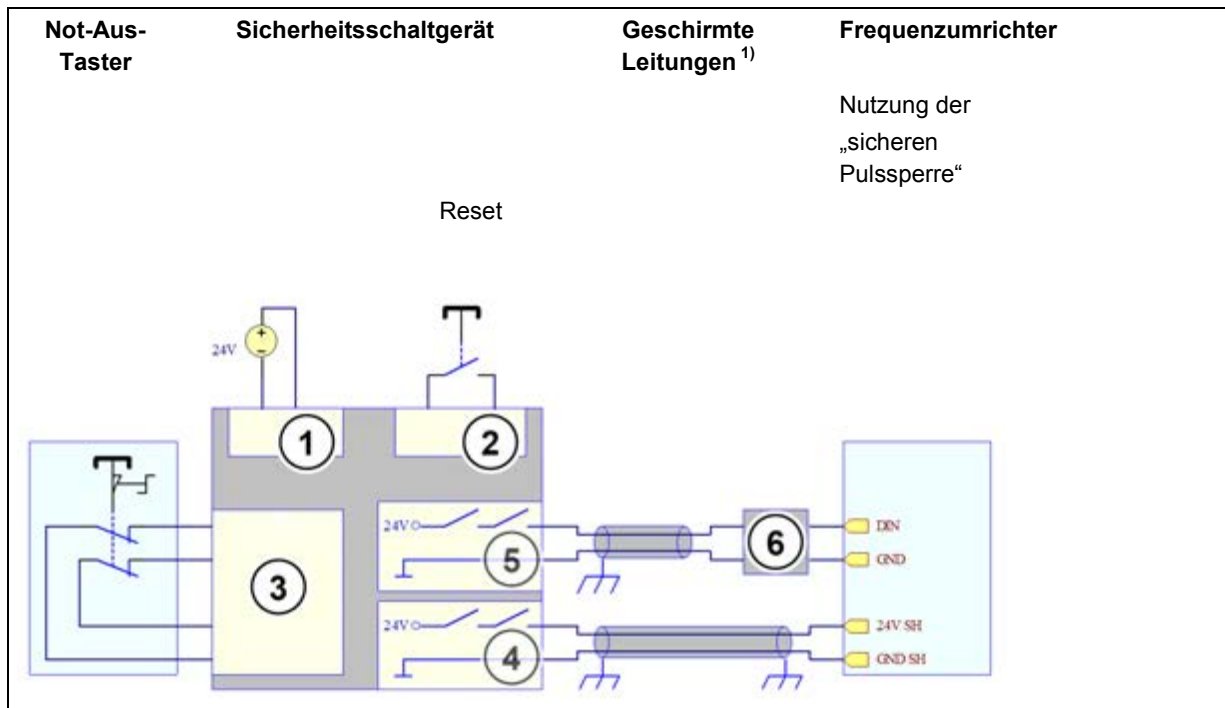 Not-Aus-
Taster
Sicherheitsschaltgerät
Geschirmte
Leitungen 1)
Frequenzumrichter
Nutzung der
„sicheren
Pulssperre“
Reset
24V
1
2
3
24V
5
6
DIN
GND
24V
4
24V SH
GND SH